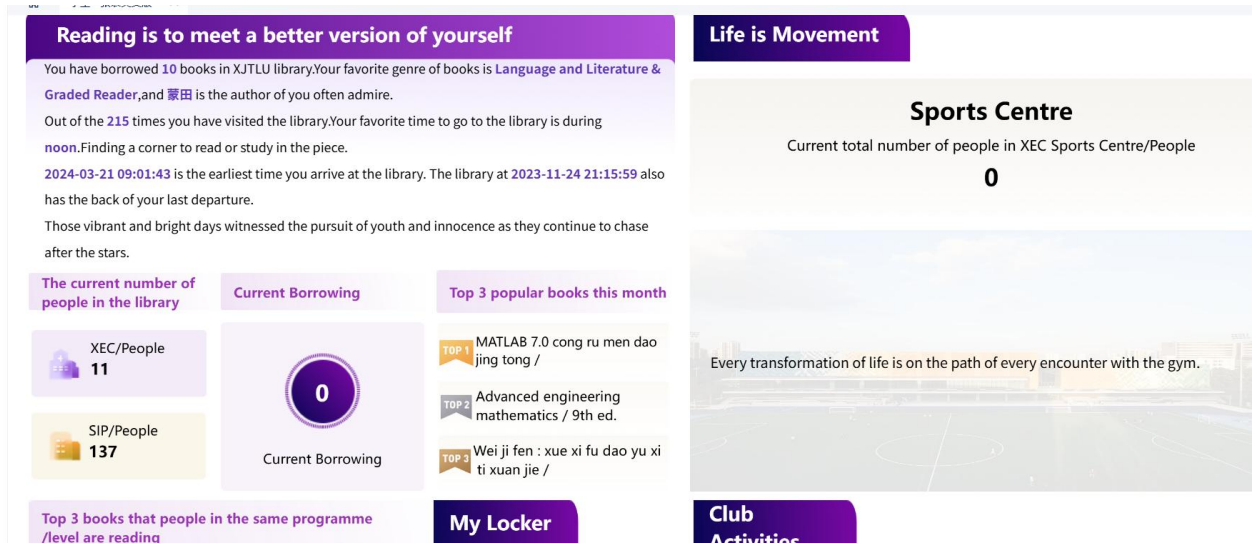 Reading is to meet a better version of yourself
You have borrowed 10 books in XJTLU library.Your favorite genre of books is Language and Literature &
Graded Reader,and 蒙田 is the author of you often admire.
Out of the 215 times you have visited the library.Your favorite time to go to the library is during
noon.Finding a corner to read or study in the piece.
2024-03-21 09:01:43 is the earliest time you arrive at the library. The library at 2023-11-24 21:15:59 also
has the back of your last departure.
Those vibrant and bright days witnessed the pursuit of youth and innocence as they continue to chase
after the stars.
The current number of
people in the library
XEC/People
11
SIP/People
137
Current Borrowing
0
Current Borrowing
Top 3 popular books this month
TOP 1
MATLAB 7.0 cong ru men dao
jing tong /
TOP 2
Advanced engineering
mathematics / 9th ed.
TOP 3
Wei ji fen : xue xi fu dao yu xi
ti xuan jie /
Top 3 books that people in the same programme
/level are reading
My Locker
Life is Movement
Sports Centre
Current total number of people in XEC Sports Centre/People
0
Every transformation of life is on the path of every encounter with the gym.
Club
Activities